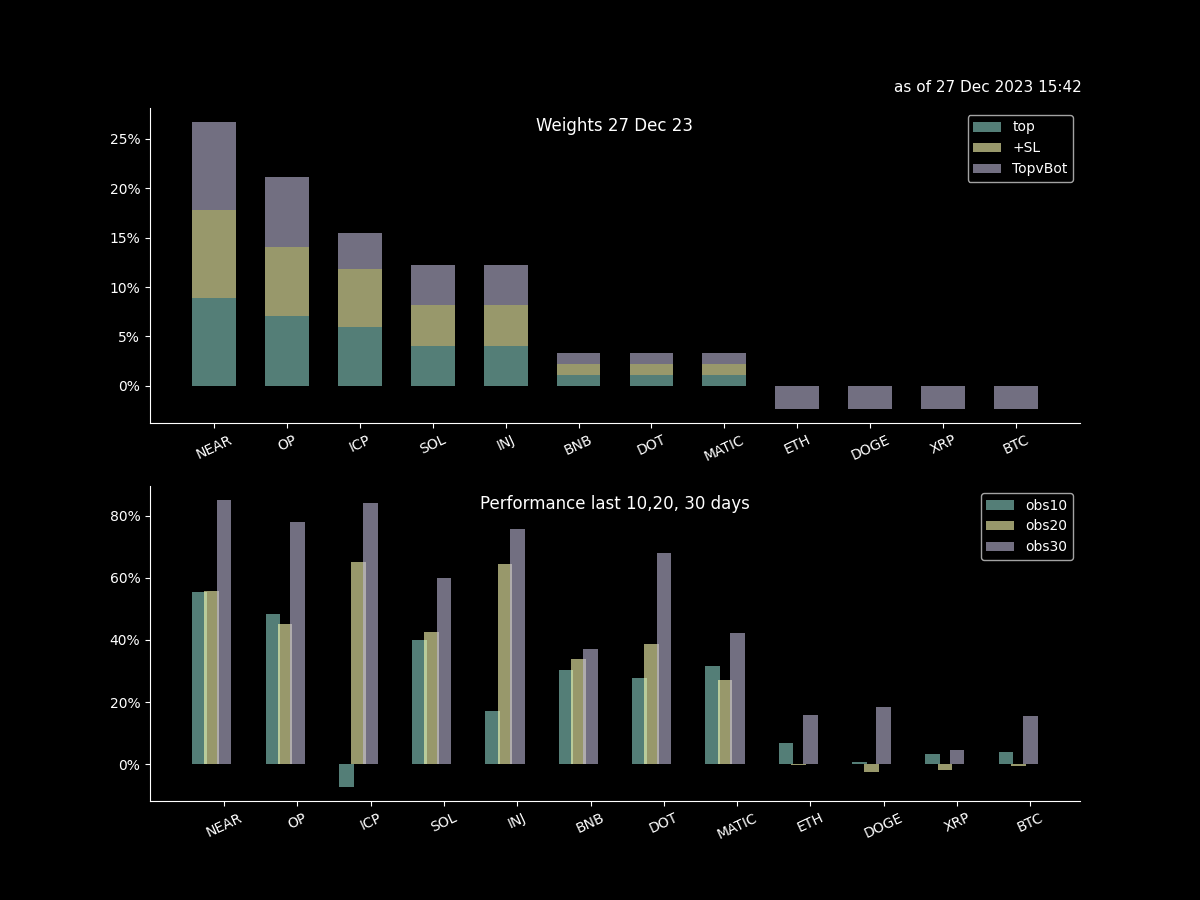 as of 27 Dec 2023 15:42
Weights 27 Dec 23
top
+SL
TopvBot
25%
20%
15%
10%
5%
0%
NEAR OP ICP SOL INJ BNB DOT MATIC ETH DOGE XRP BTC
Performance last 10,20, 30 days
obs10
obs20
obs30
80%
60%
40%
20%
0%
NEAR OP ICP SOL INJ BNB DOT MATIC ETH DOGE XRP BTC